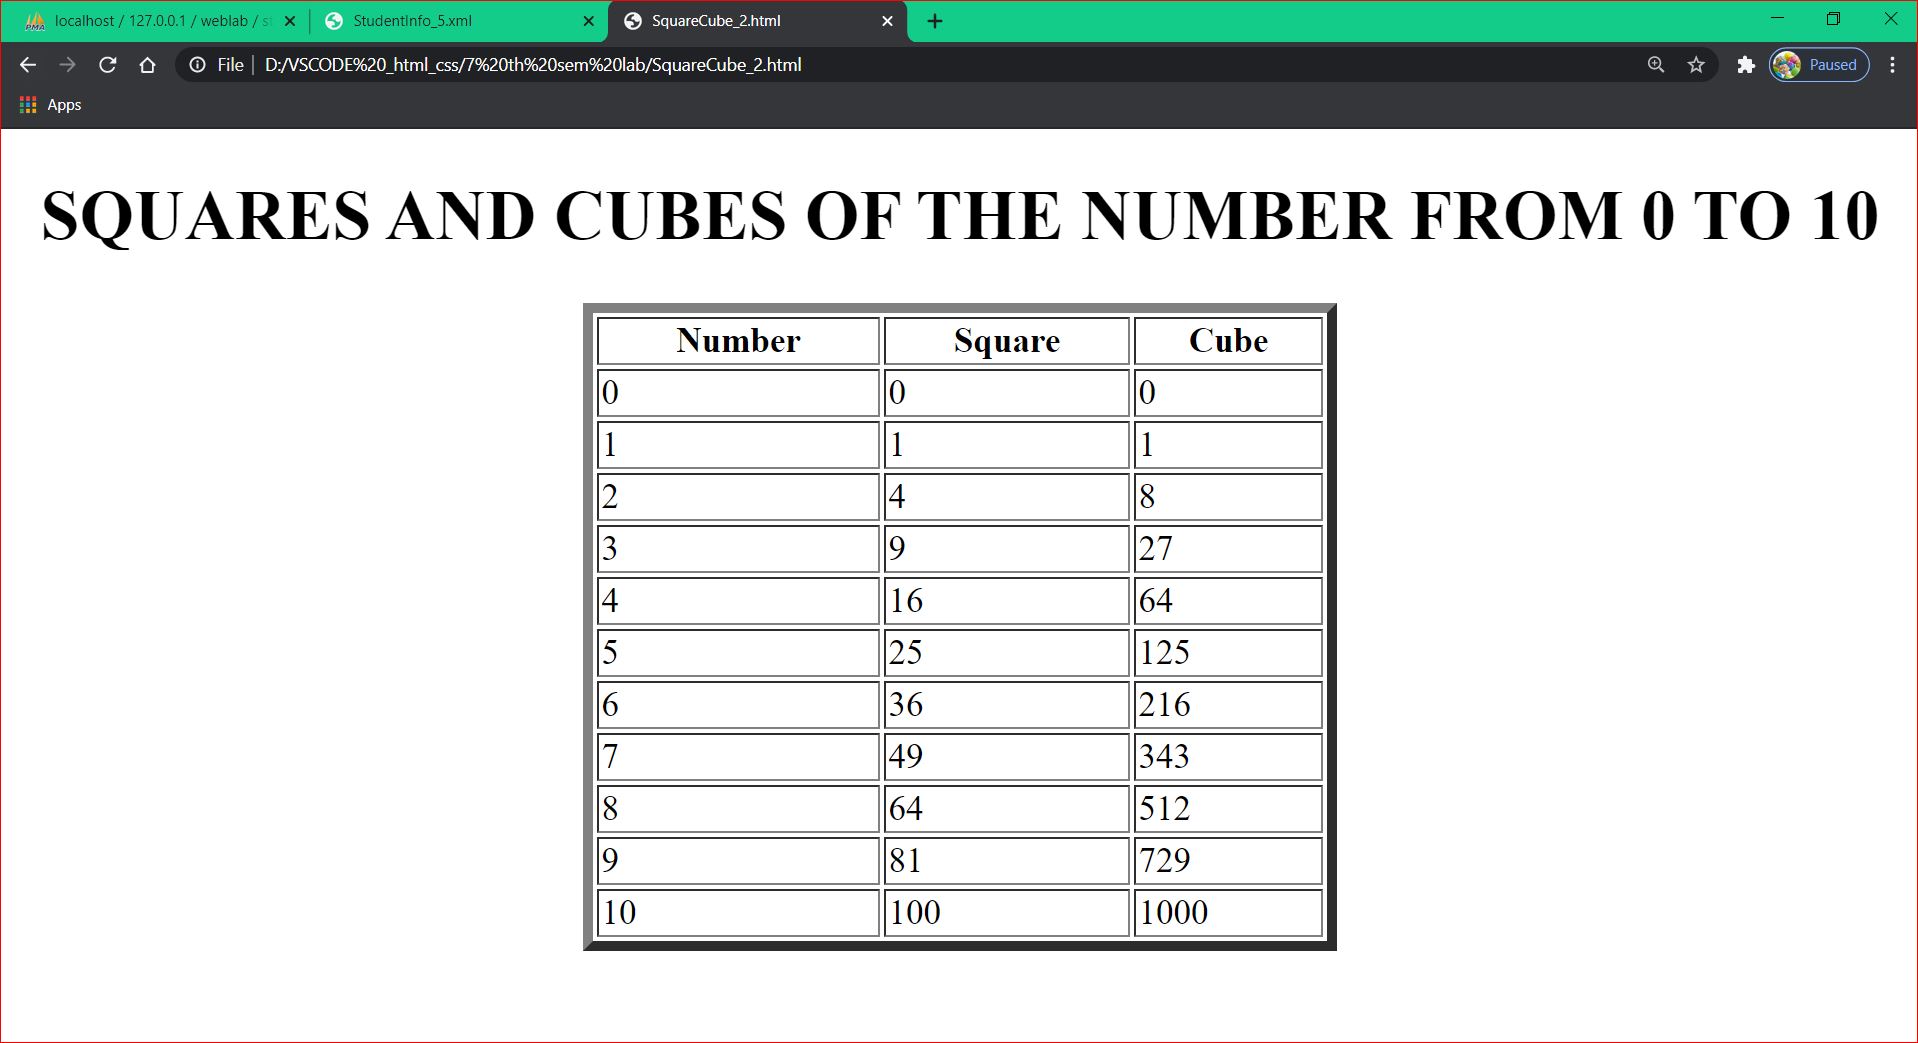 localhost / 127.0.0.1 / weblab / st
StudentInfo_5.xml
SquareCube_2.html
File
D:/VSCODE%20_html_css/7%20th%20sem%20lab/SquareCube_2.html
Paused
Apps
SQUARES AND CUBES OF THE NUMBER FROM 0 TO 10
Number Square Cube
0 0 0
1 1 1
2 4 8
3 9 27
4 16 64
5 25 125
6 36 216
7 49 343
8 64 512
9 81 729
10 100 1000